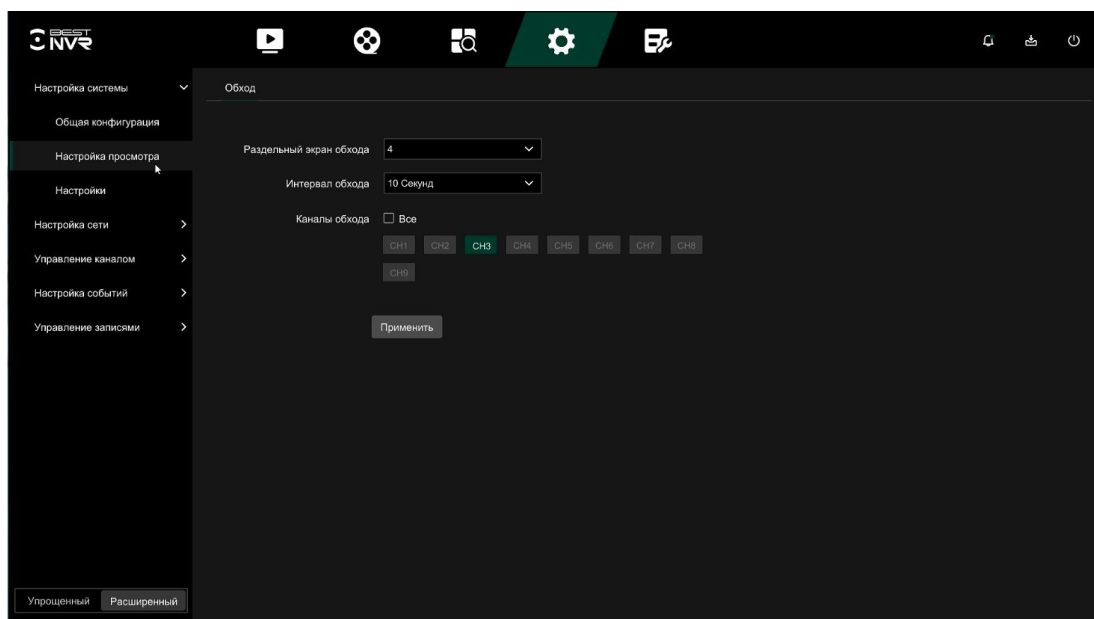 BEST
NVR
Настройка системы
Обход
Общая конфигурация
Настройка просмотра
Настройки
Настройка сети
Управление каналом
Настройка событий
Управление записями
Раздельный экран обхода 4
Интервал обхода 10 Секунд
Каналы обхода Все
CH1 CH2 CH3 CH4 CH5 CH6 CH7 CH8
CH9
Применить
Упрощенный Расширенный